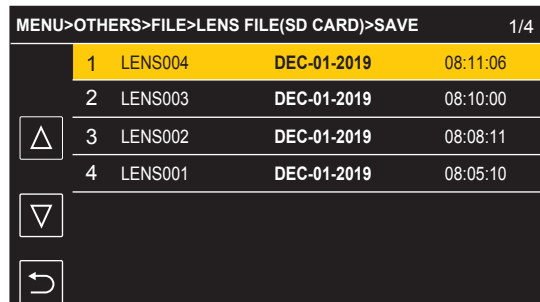 MENU>OTHERS>FILE>LENS FILE(SD CARD)>SAVE 1/4
1 LENS004 DEC-01-2019 08:11:06
2 LENS003 DEC-01-2019 08:10:00
3 LENS002 DEC-01-2019 08:08:11
4 LENS001 DEC-01-2019 08:05:10